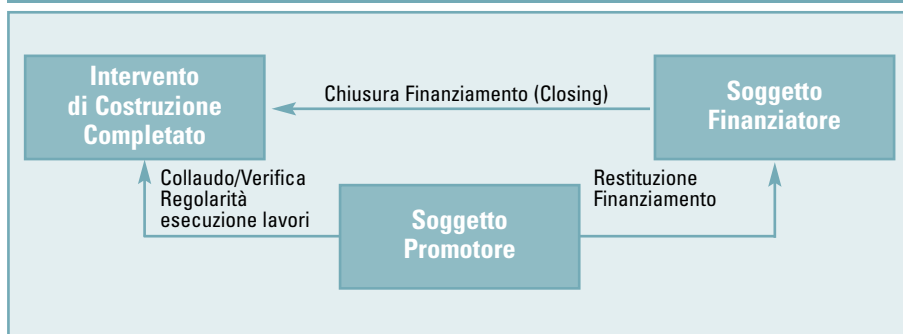 Intervento
di Costruzione
Completato
Chiusura Finanziamento (Closing)
Soggetto
Finanziatore
Collaudo/Verifica
Regolarità
esecuzione lavori
Soggetto
Promotore
Restituzione
Finanziamento